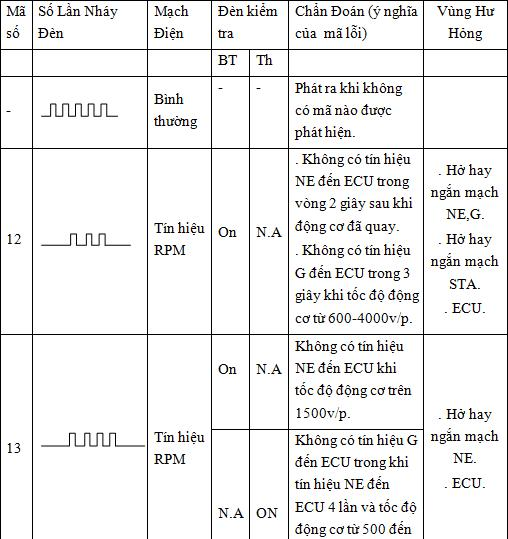 Mã số
Số Lần Nháy Đèn
Mạch Điện
Đèn kiểm tra
Chẩn Đoán (ý nghĩa của mã lỗi)
Vùng Hư Hỏng
BT
Th
-
Bình thường
-
-
Phát ra khi không
có mã nào được
phát hiện.
12
Tín hiệu RPM
On
N.A
. Không có tín hiệu
NE đến ECU trong
vòng 2 giây sau khi
động cơ đã quay.
. Không có tín hiệu
G đến ECU trong 3
giây khi tốc độ động
cơ từ 600-4000v/p.
. Hở hay
ngắn mạch
NE,G.
. Hở hay
ngắn mạch
STA.
. ECU.
13
Tín hiệu RPM
On
N.A
Không có tín hiệu
NE đến ECU khi
tốc độ động cơ trên
1500v/p.
N.A
ON
Không có tín hiệu G
đến ECU trong khi
tín hiệu NE đến
ECU 4 lần và tốc độ
động cơ từ 500 đến
. Hở hay
ngắn mạch
NE.
. ECU.